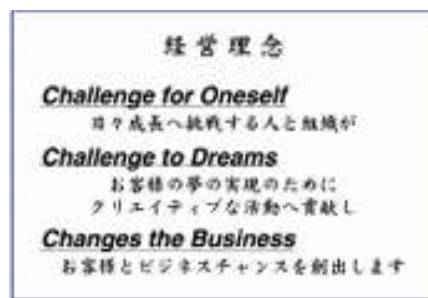 経営理念
Challenge for Oneself
日々成長へ挑戦する人と組織が
Challenge to Dreams
お客様の夢の実現のために
クリエイティブな活動へ貢献し
Changes the Business
お客様とビジネスチャンスを創出します